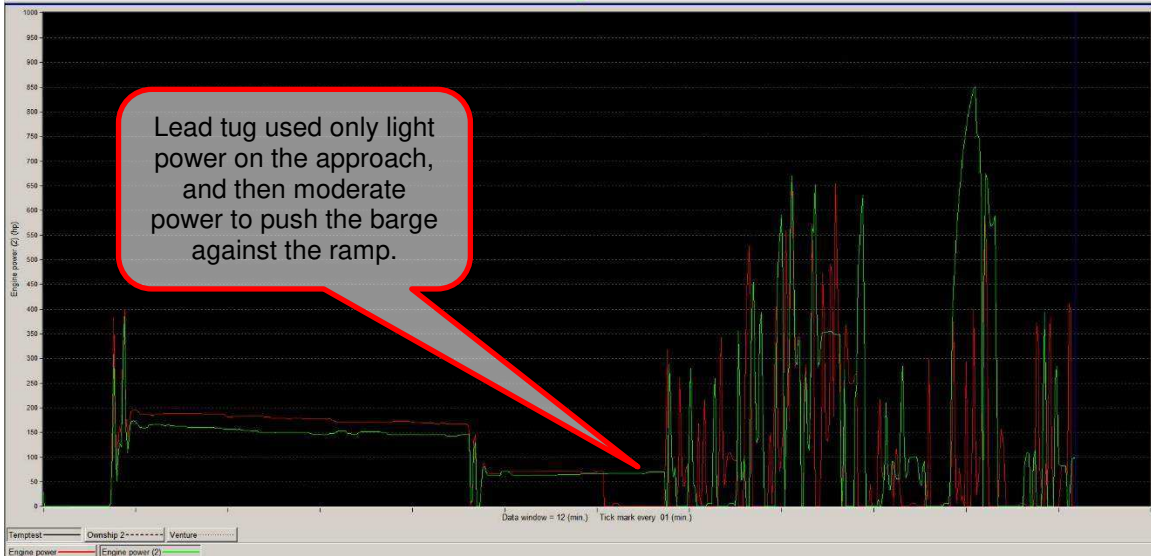 1000
950
900
850
800
750
700
650
600
550
500
450
400
350
300
250
200
150
100
50
0
Engine power (2) (hp)
Lead tug used only light
power on the approach,
and then moderate
power to push the barge
against the ramp.
Data window = 12 (min.) Tick mark every 01 (min.)
Temptest Ownship 2 Venture
Engine power Engine power (2)